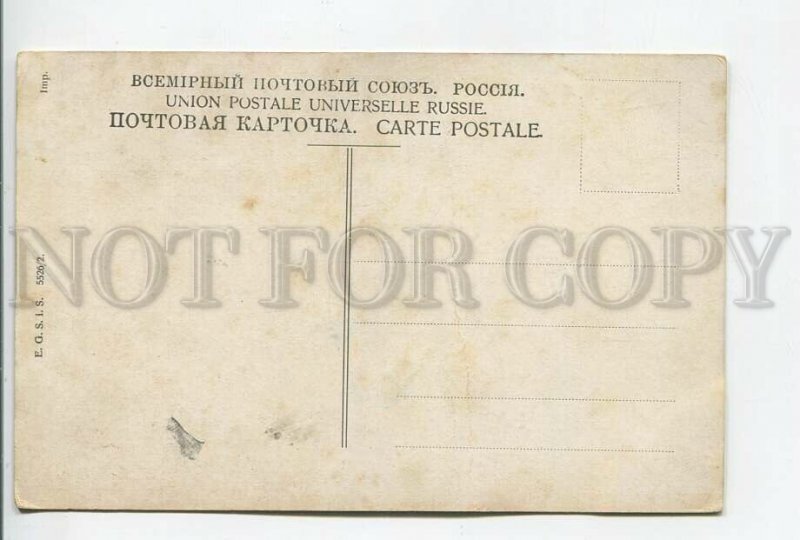 ВСЕМІРНЫЙ ПОЧТОВЫЙ СОЮЗЪ. РОССІЯ.
UNION POSTALE UNIVERSELLE RUSSIE.
ПОЧТОВАЯ КАРТОЧКА. CARTE POSTALE.
Imp.
E. G. S. I. S. 5526/2.
NOT FOR COPY